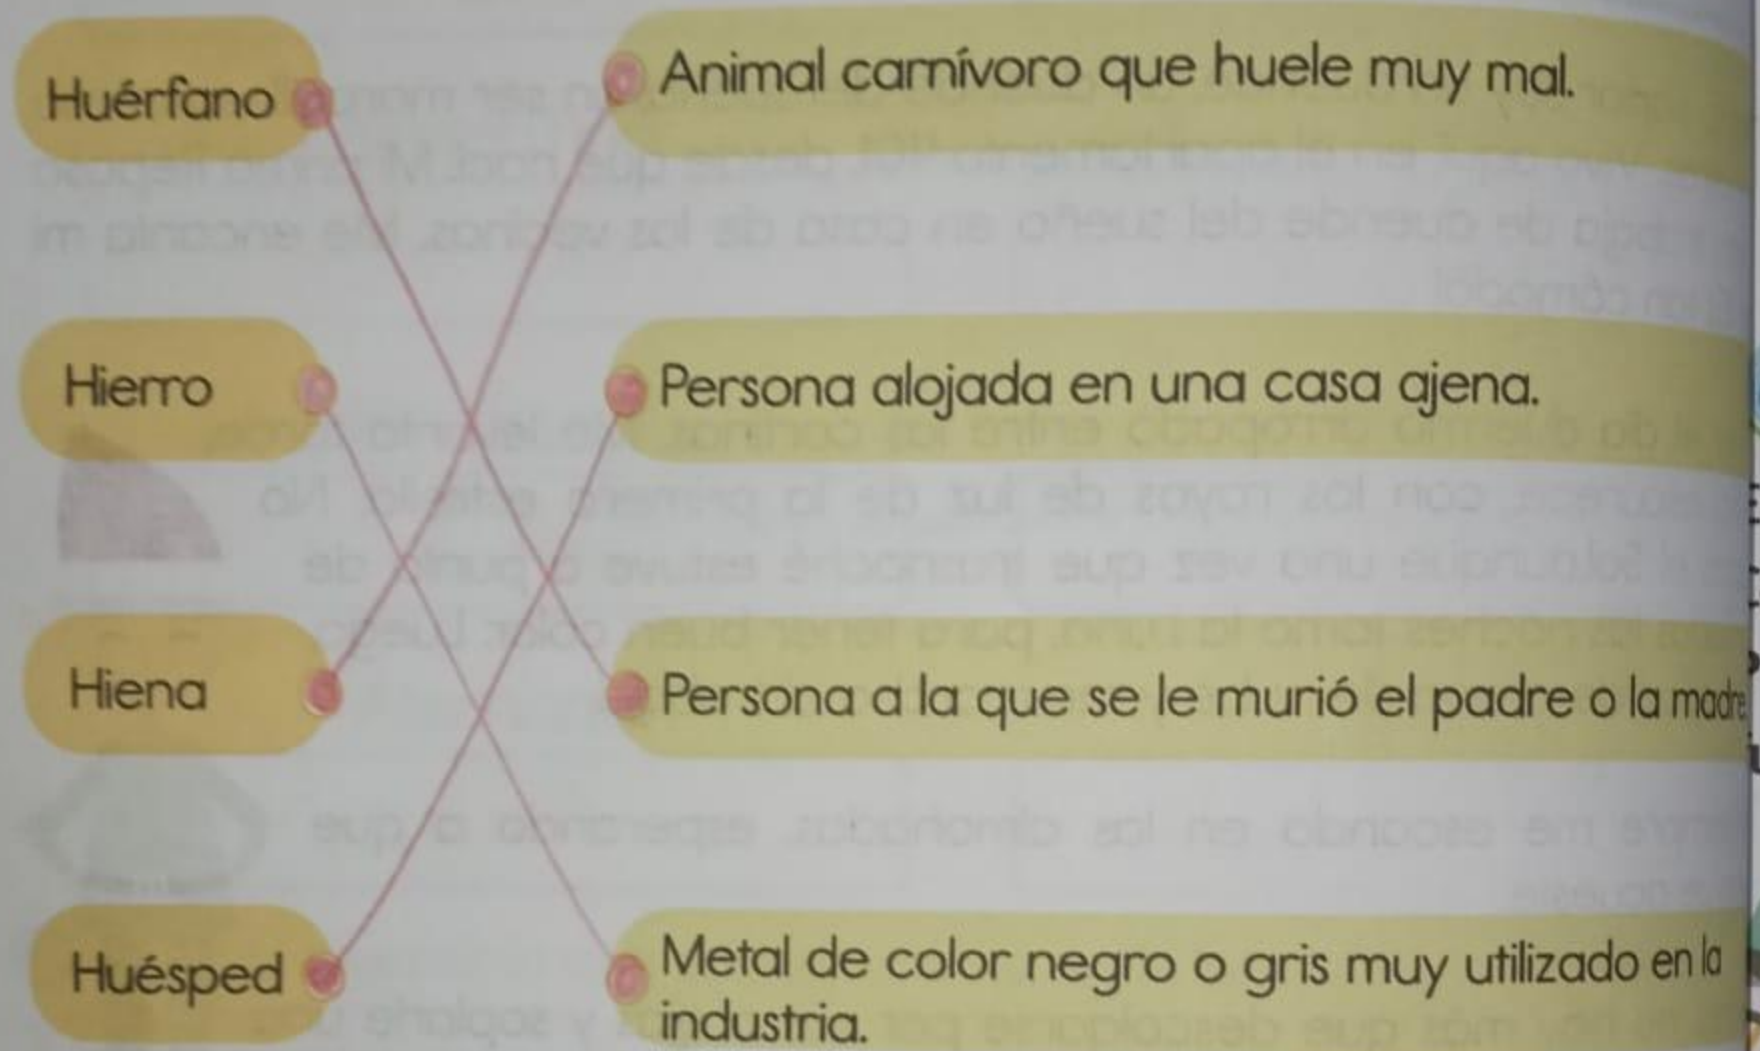 Huérfano
Animal carnívoro que huele muy mal.
Hierro
Persona alojada en una casa ajena.
Hiena
Persona a la que se le murió el padre o la madre
Huésped
Metal de color negro o gris muy utilizado en la
industria.